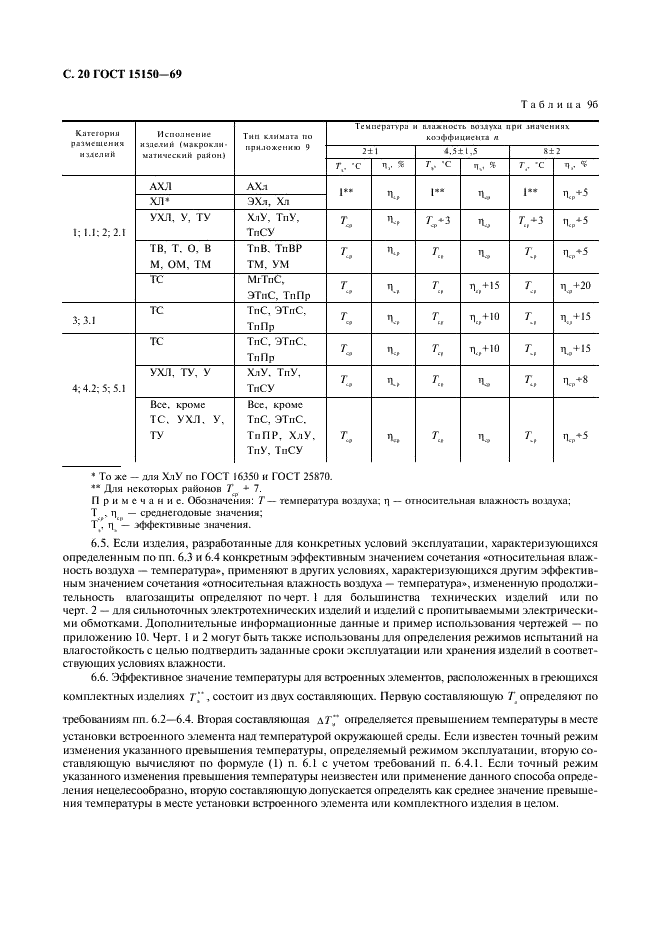 С. 20 ГОСТ 15150—69
Таблица 9б
Категория размещения изделий | Исполнение изделий (макрокли- матический район) | Тип климата по приложению 9 | Температура и влажность воздуха при значениях коэффициента n
2±1 | 4,5±1,5 | 8±2
Tэ, °C | ηэ, % | Tэ, °C | ηэ, % | Tэ, °C | ηэ, %
1; 1.1; 2; 2.1 | АХЛ | АХл | 1** | ηср | 1** | ηср | 1** | ηср+5
ХЛ* | ЭХл, Хл
УХЛ, У, ТУ | ХлУ, ТпУ, ТпСУ | Tср | ηср | Tср+3 | ηср | Tср+3 | ηср+5
ТВ, Т, О, В М, ОМ, ТМ | ТпВ, ТпВР ТМ, УМ | Tср | ηср | Tср | ηср | Tср | ηср+5
ТС | МгТпС, ЭТпС, ТпПр | Tср | ηср | Tср | ηср+15 | Tср | ηср+20
3; 3.1 | ТС | ТпС, ЭТпС, ТпПр | Tср | ηср | Tср | ηср+10 | Tср | ηср+15
4; 4.2; 5; 5.1 | ТС | ТпС, ЭТпС, ТпПр | Tср | ηср | Tср | ηср+10 | Tср | ηср+15
УХЛ, ТУ, У | ХлУ, ТпУ, ТпСУ | Tср | ηср | Tср | ηср | Tср | ηср+8
Все, кроме ТС, УХЛ, У, ТУ | Все, кроме ТпС, ЭТпС, ТпПР, ХлУ, ТпУ, ТпСУ | Tср | ηср | Tср | ηср | Tср | ηср+5
* То же — для ХлУ по ГОСТ 16350 и ГОСТ 25870.
** Для некоторых районов Tср + 7.
Примечание. Обозначения: T — температура воздуха; η — относительная влажность воздуха;
Tср, ηср — среднегодовые значения;
Tэ, ηэ — эффективные значения.
6.5. Если изделия, разработанные для конкретных условий эксплуатации, характеризующихся
определенным по пп. 6.3 и 6.4 конкретным эффективным значением сочетания «относительная влаж-
ность воздуха — температура», применяют в других условиях, характеризующихся другим эффектив-
ным значением сочетания «относительная влажность воздуха — температура», измененную продолжи-
тельность влагозащиты определяют по черт. 1 для большинства технических изделий или по
черт. 2 — для сильноточных электротехнических изделий и изделий с пропитываемыми электрически-
ми обмотками. Дополнительные информационные данные и пример использования чертежей — по
приложению 10. Черт. 1 и 2 могут быть также использованы для определения режимов испытаний на
влагостойкость с целью подтвердить заданные сроки эксплуатации или хранения изделий в соответ-
ствующих условиях влажности.
6.6. Эффективное значение температуры для встроенных элементов, расположенных в греющихся
комплектных изделиях Tэ**, состоит из двух составляющих. Первую составляющую Tэ определяют по
требованиям пп. 6.2—6.4. Вторая составляющая ΔTэ** определяется превышением температуры в месте
установки встроенного элемента над температурой окружающей среды. Если известен точный режим
изменения указанного превышения температуры, определяемый режимом эксплуатации, вторую со-
ставляющую вычисляют по формуле (1) п. 6.1 с учетом требований п. 6.4.1. Если точный режим
указанного изменения превышения температуры неизвестен или применение данного способа опреде-
ления нецелесообразно, вторую составляющую допускается определять как среднее значение превыше-
ния температуры в месте установки встроенного элемента или комплектного изделия в целом.